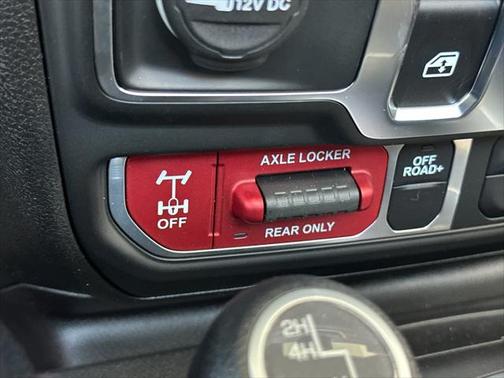 12V DC
AXLE LOCKER
OFF
ROAD+
OFF
REAR ONLY
2H
4H